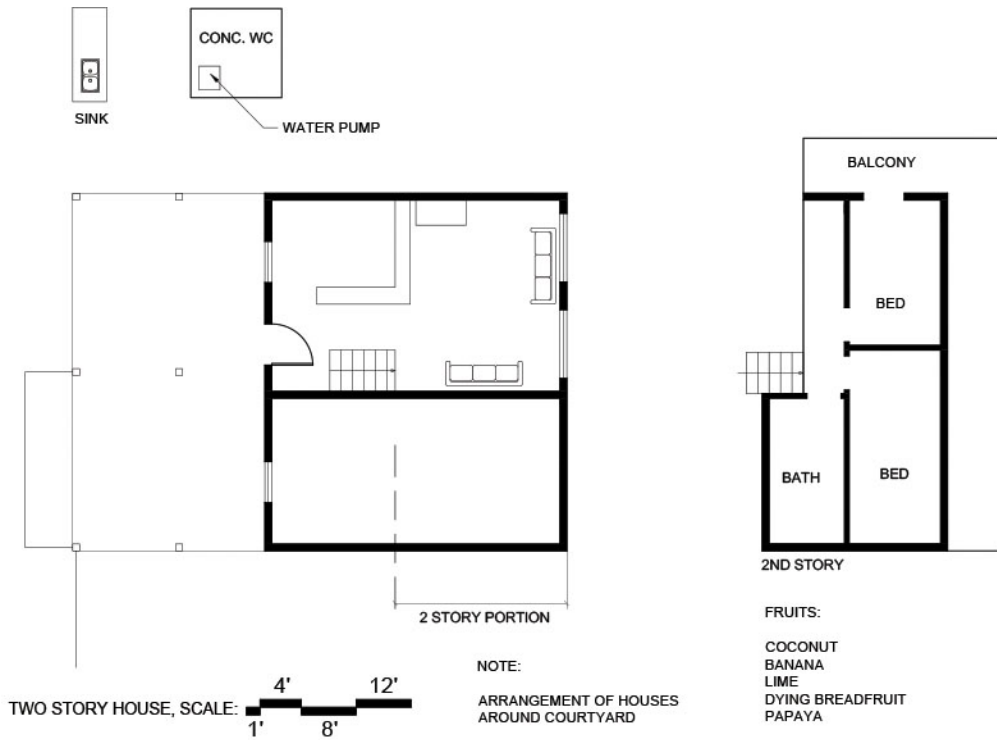 CONC. WC
SINK
WATER PUMP
BALCONY
BED
BATH
BED
2ND STORY
2 STORY PORTION
FRUITS:
COCONUT
BANANA
LIME
DYING BREADFRUIT
PAPAYA
NOTE:
ARRANGEMENT OF HOUSES
AROUND COURTYARD
4' 12'
TWO STORY HOUSE, SCALE:
1' 8'